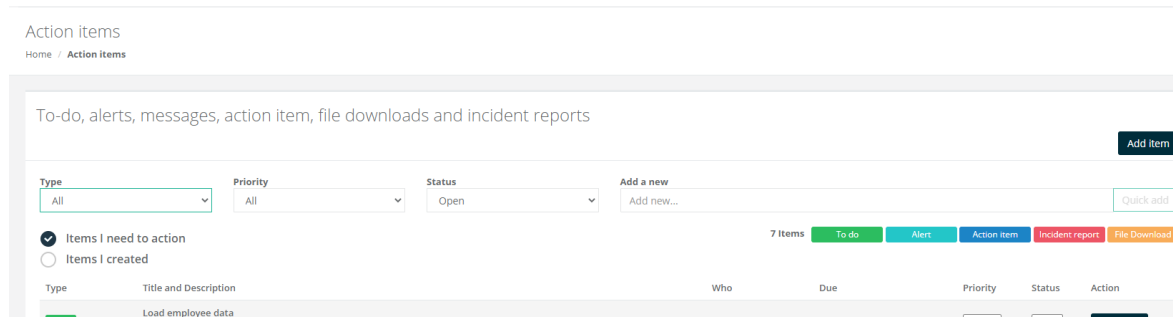 Action items
Home / Action items
To-do, alerts, messages, action item, file downloads and incident reports
Add item
Type Priority Status Add a new
All All Open Add new... Quick add
Items I need to action
7 Items To do Alert Action item Incident report File Download
Items I created
Type Title and Description Who Due Priority Status Action
Load employee data